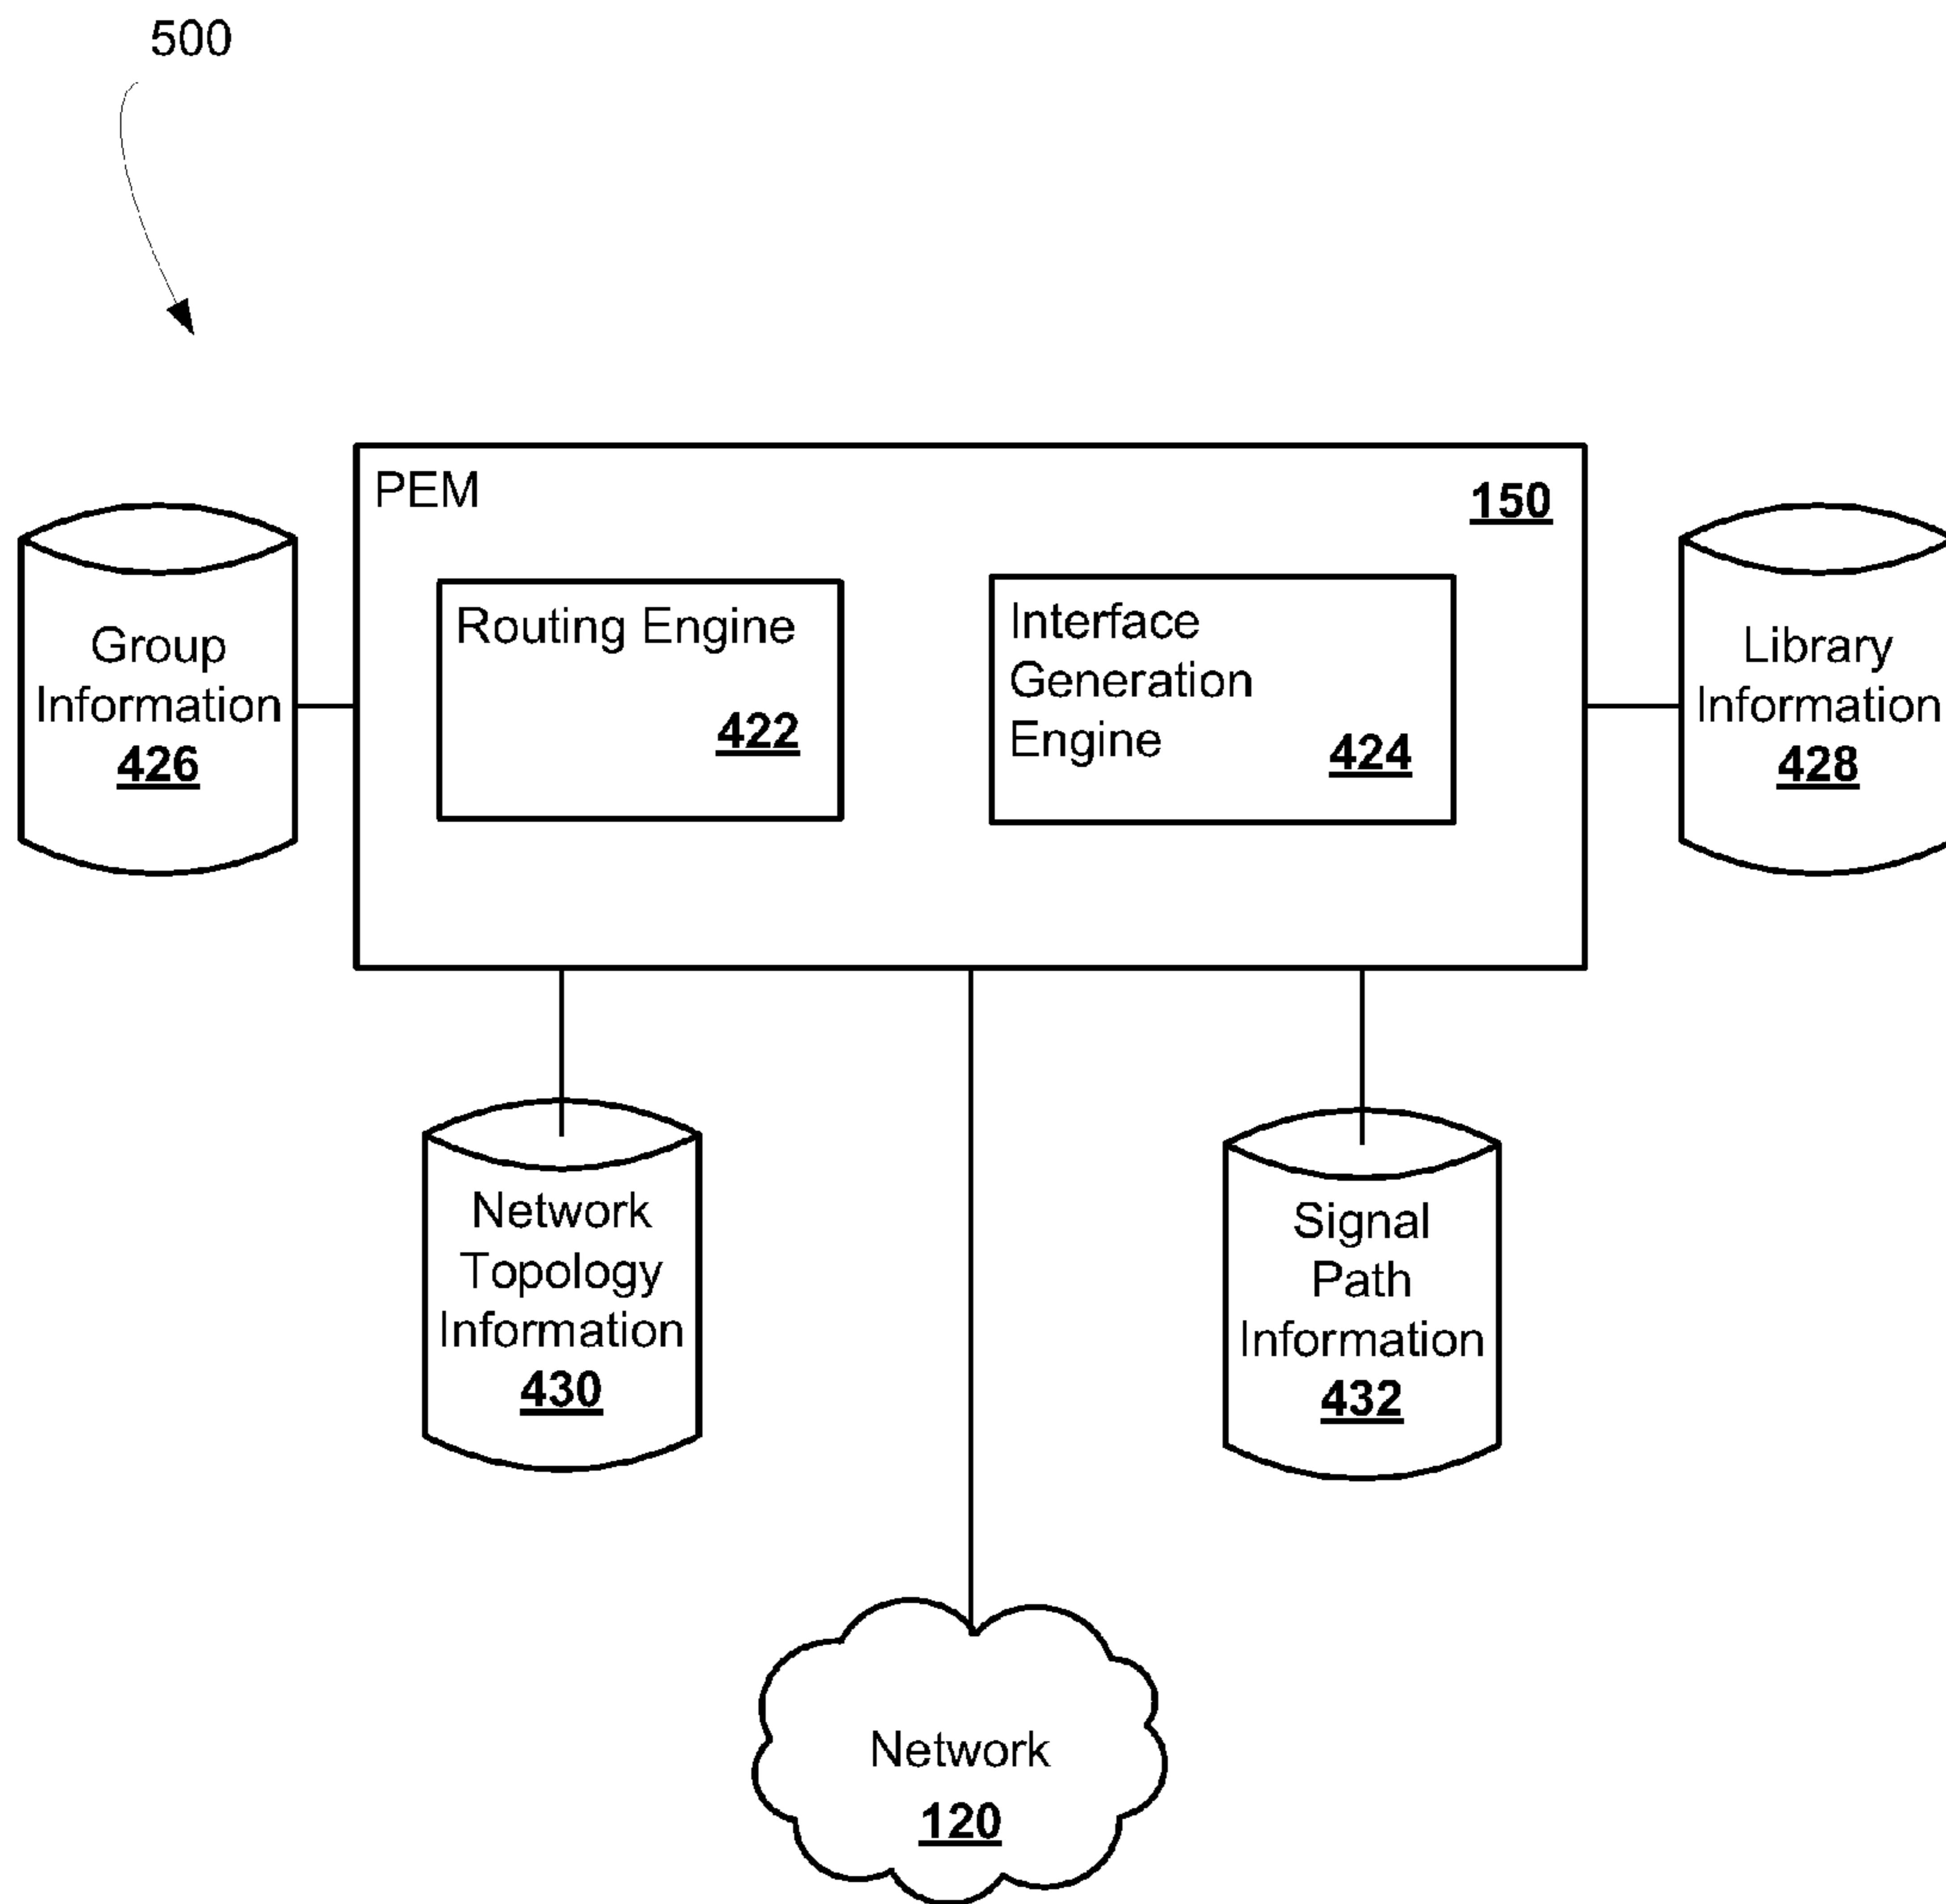 500
PEM
150
Routing Engine
422
Interface
Generation
Engine
424
Group
Information
426
Library
Information
428
Network
Topology
Information
430
Signal
Path
Information
432
Network
120